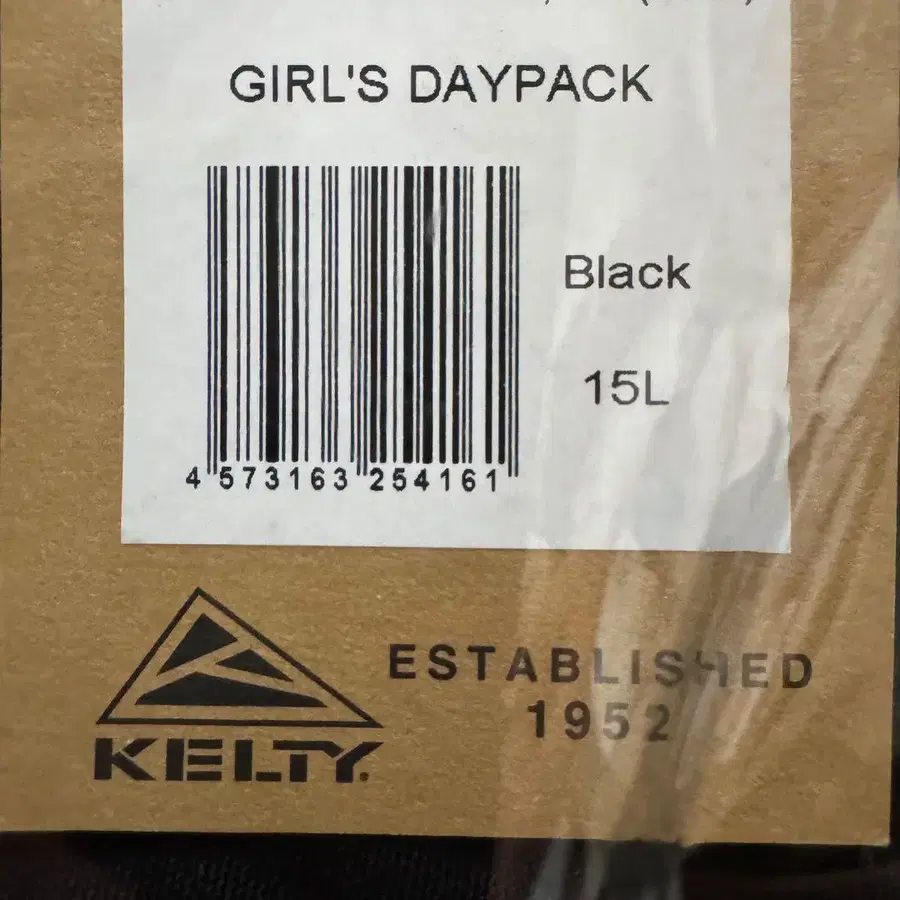 GIRL'S DAYPACK
Black
15L
4 573163 254161
KELTY.
ESTABLISHED
1952